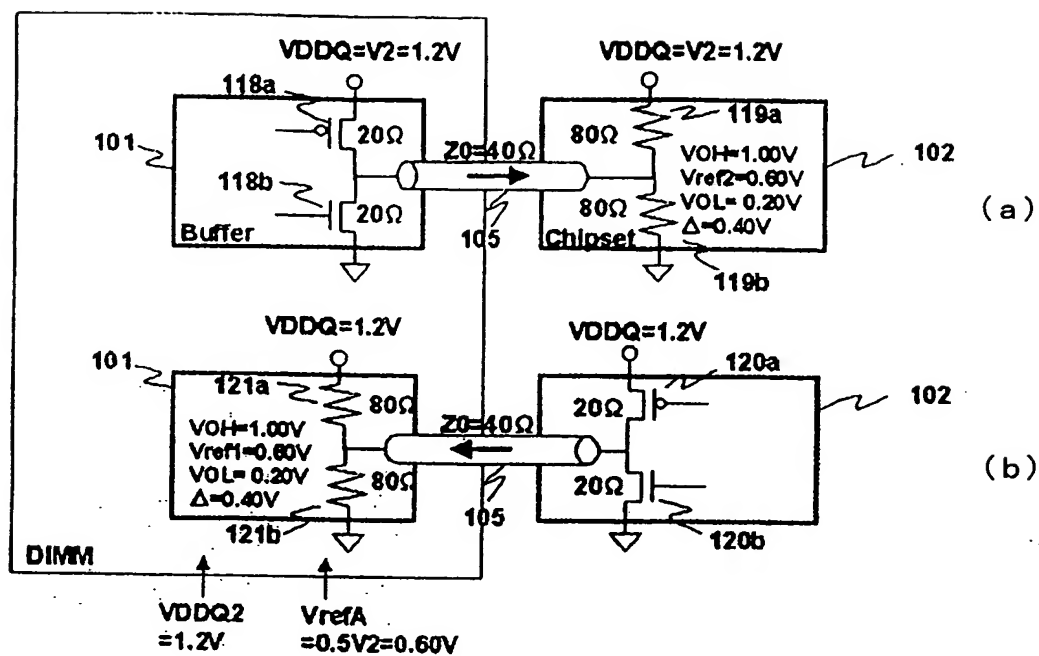 VDDQ=V2=1.2V VDDQ=V2=1.2V
118a 119a
101 20Ω Z0=40Ω 80Ω VOH=1.00V 102
Vref2=0.60V (a)
118b 20Ω 80Ω VOL= 0.20V
Δ=0.40V
Buffer 105 Chipset
119b
VDDQ=1.2V VDDQ=1.2V
101 121a 120a
80Ω Z0=40Ω 20Ω 102
VOH=1.00V
Vref1=0.60V (b)
VOL= 0.20V 80Ω 20Ω
Δ=0.40V
121b 105 120b
DIMM
VDDQ2 VrefA
=1.2V =0.5V2=0.60V